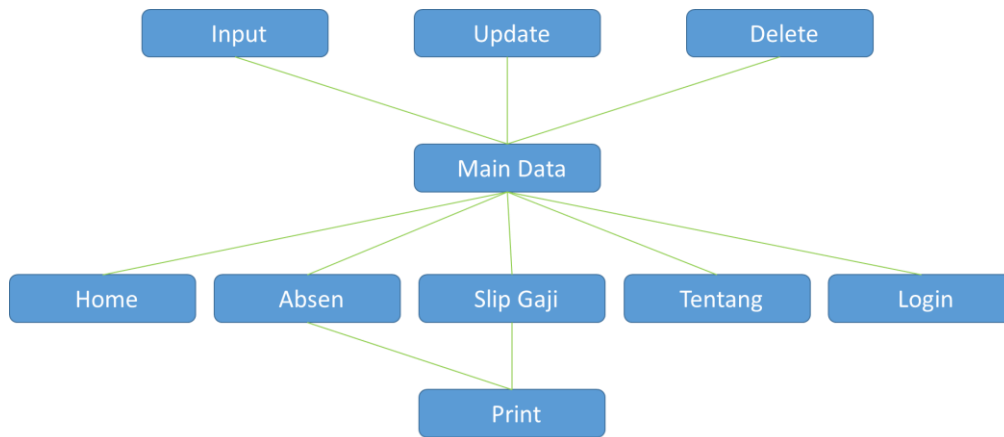 Input
Update
Delete
Main Data
Home
Absen
Slip Gaji
Tentang
Login
Print